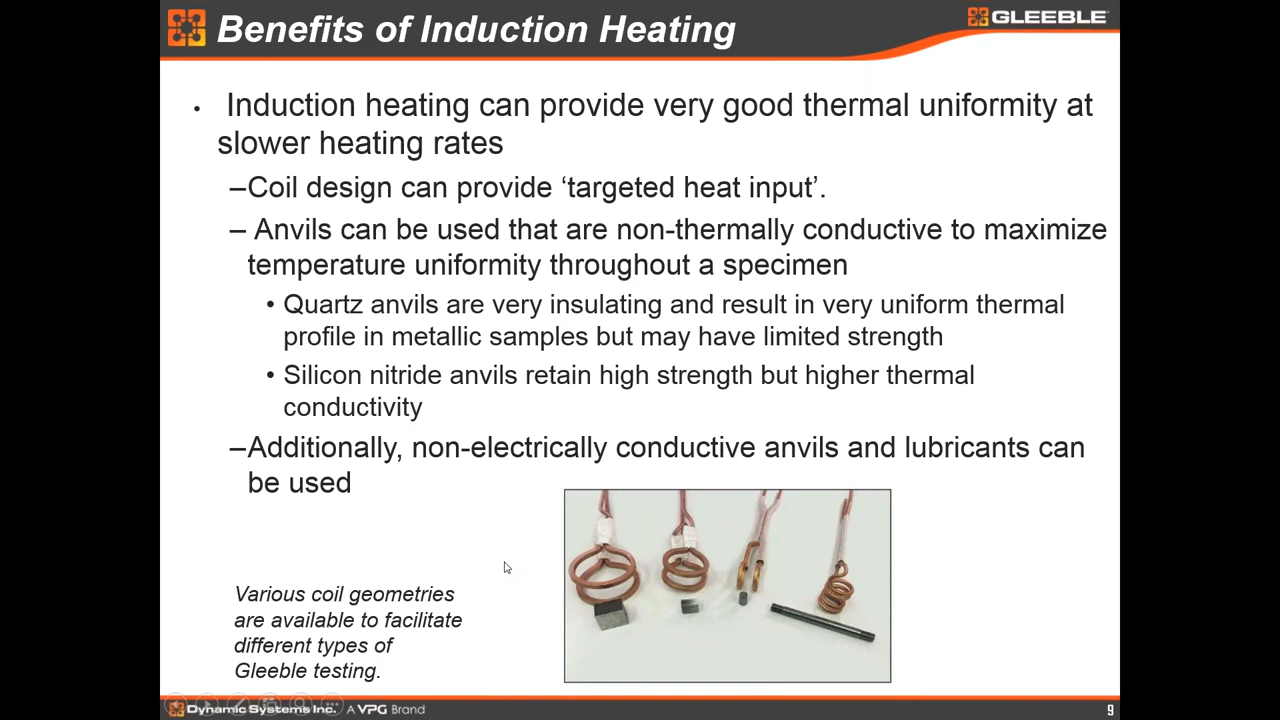 Benefits of Induction Heating
GLEEBLE
• Induction heating can provide very good thermal uniformity at
slower heating rates
–Coil design can provide ‘targeted heat input’.
– Anvils can be used that are non-thermally conductive to maximize
temperature uniformity throughout a specimen
• Quartz anvils are very insulating and result in very uniform thermal
profile in metallic samples but may have limited strength
• Silicon nitride anvils retain high strength but higher thermal
conductivity
–Additionally, non-electrically conductive anvils and lubricants can
be used
Various coil geometries
are available to facilitate
different types of
Gleeble testing.
Dynamic Systems Inc. A VPG Brand
9